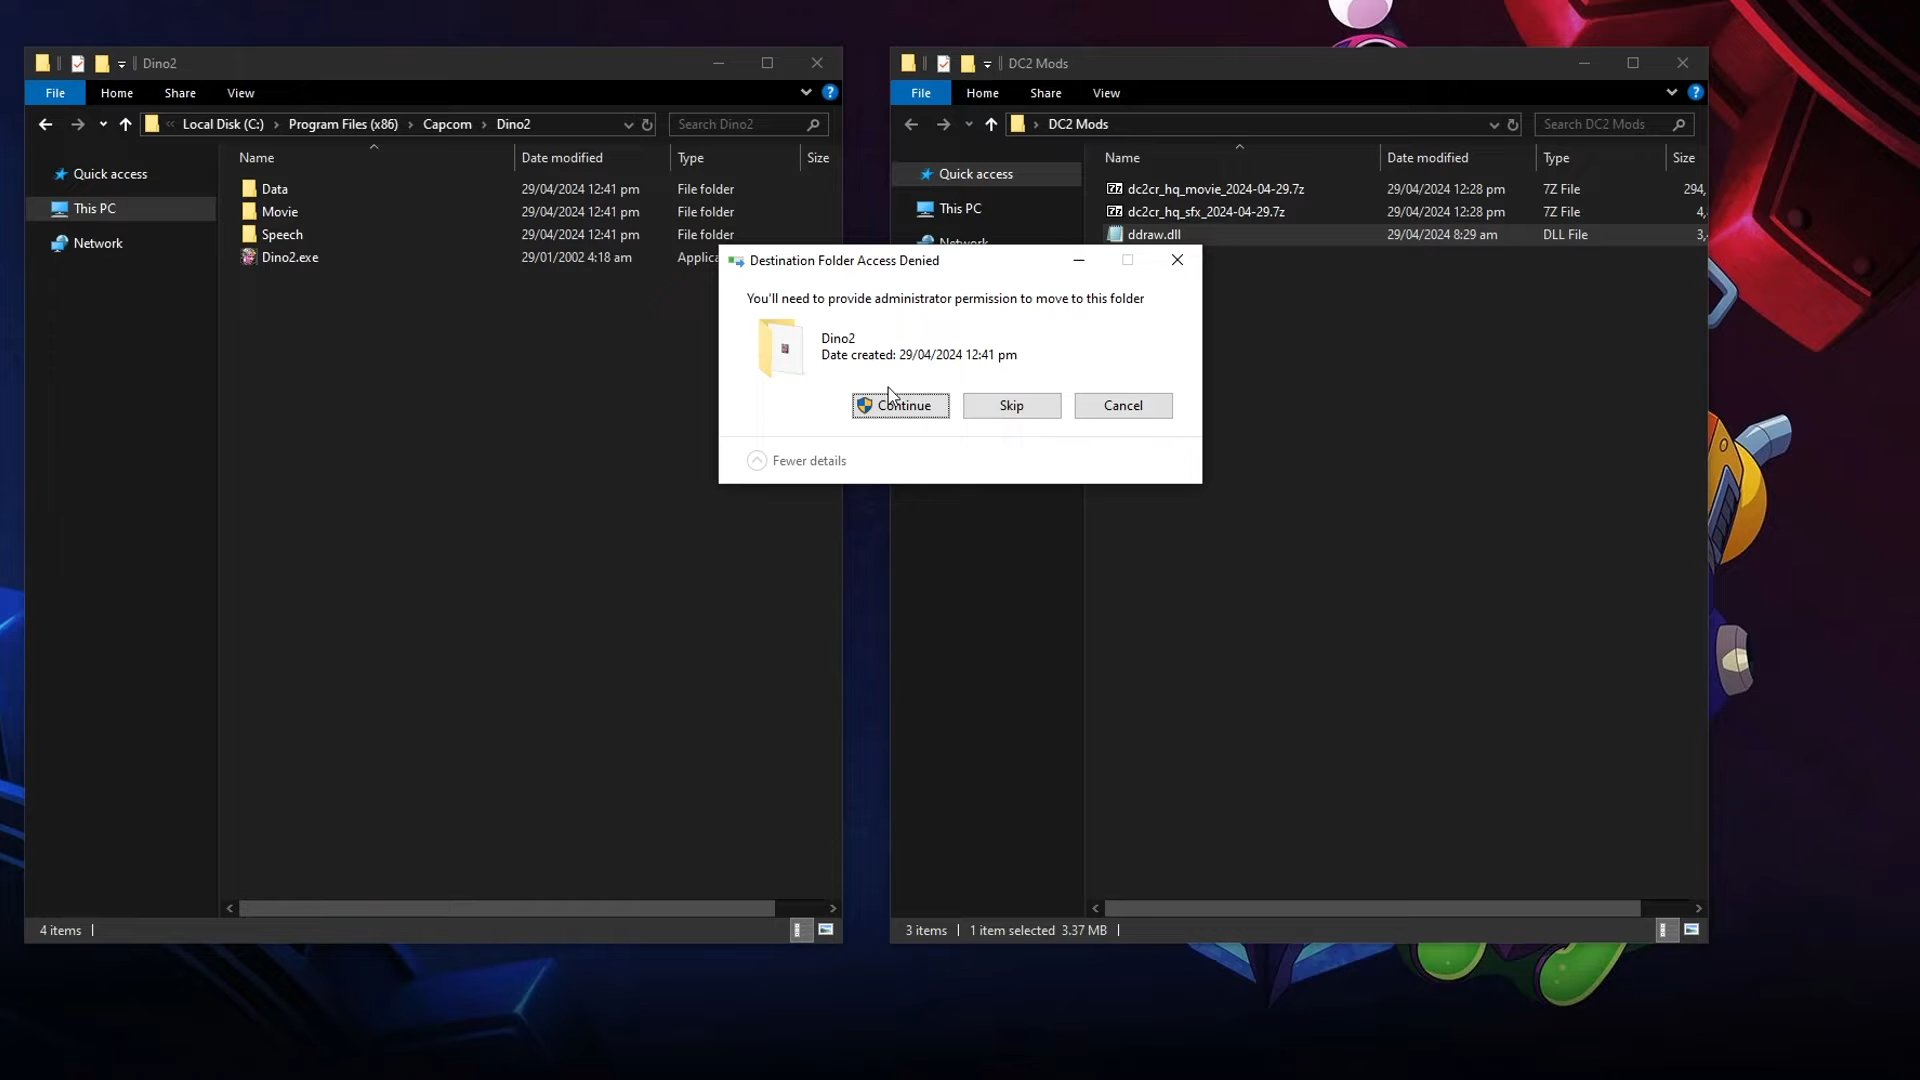 Dino2
File Home Share View
Local Disk (C:) Program Files (x86) Capcom Dino2
Search Dino2
Quick access
This PC
Network
Name Date modified Type Size
Data 29/04/2024 12:41 pm File folder
Movie 29/04/2024 12:41 pm File folder
Speech 29/04/2024 12:41 pm File folder
Dino2.exe 29/01/2002 4:18 am Applica
4 items
DC2 Mods
File Home Share View
DC2 Mods
Search DC2 Mods
Quick access
This PC
Network
Name Date modified Type Size
dc2cr_hq_movie_2024-04-29.7z 29/04/2024 12:28 pm 7Z File 294,
dc2cr_hq_sfx_2024-04-29.7z 29/04/2024 12:28 pm 7Z File 4,
ddraw.dll 29/04/2024 8:29 am DLL File 3,
3 items 1 item selected 3.37 MB
Destination Folder Access Denied
You'll need to provide administrator permission to move to this folder
Dino2
Date created: 29/04/2024 12:41 pm
Continue Skip Cancel
Fewer details